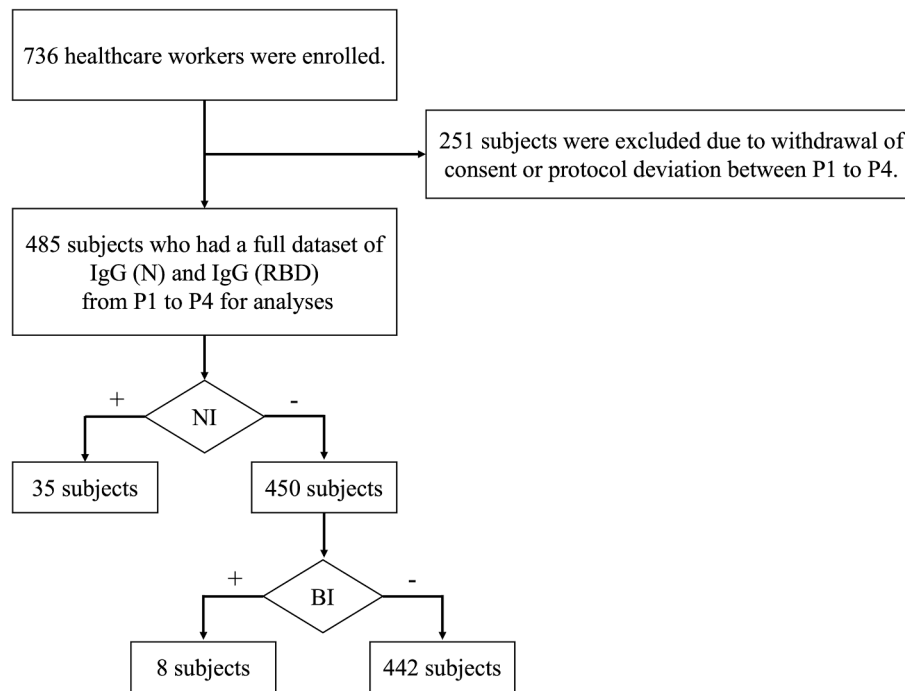 736 healthcare workers were enrolled.
251 subjects were excluded due to withdrawal of
consent or protocol deviation between P1 to P4.
485 subjects who had a full dataset of
IgG (N) and IgG (RBD)
from P1 to P4 for analyses
+
-
NI
35 subjects
450 subjects
+
-
BI
8 subjects
442 subjects